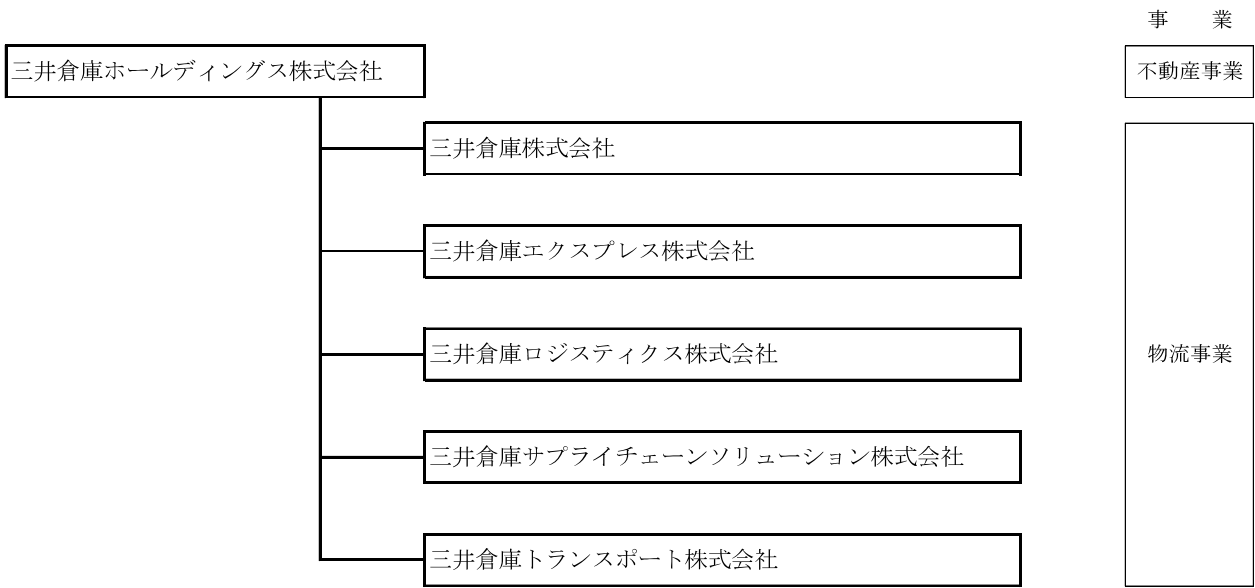 事　業
三井倉庫ホールディングス株式会社
不動産事業
三井倉庫株式会社
三井倉庫エクスプレス株式会社
三井倉庫ロジスティクス株式会社
物流事業
三井倉庫サプライチェーンソリューション株式会社
三井倉庫トランスポート株式会社